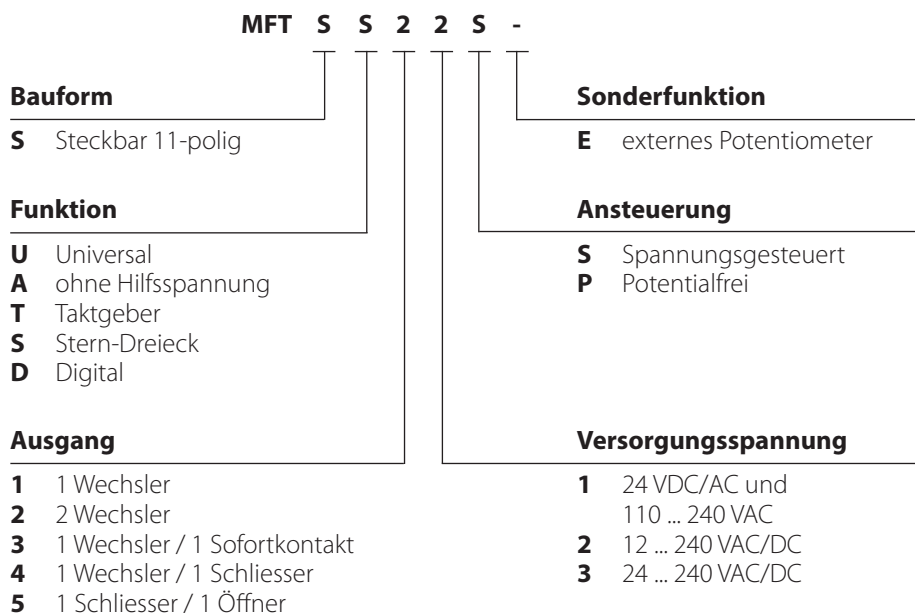 MFT S S 2 2 S -
Bauform
S Steckbar 11-polig
Funktion
U Universal
A ohne Hilfsspannung
T Taktgeber
S Stern-Dreieck
D Digital
Ausgang
1 1 Wechsler
2 2 Wechsler
3 1 Wechsler / 1 Sofortkontakt
4 1 Wechsler / 1 Schliesser
5 1 Schliesser / 1 Öffner
Sonderfunktion
E externes Potentiometer
Ansteuerung
S Spannungsgesteuert
P Potentialfrei
Versorgungsspannung
1 24 VDC/AC und
110 ... 240 VAC
2 12 ... 240 VAC/DC
3 24 ... 240 VAC/DC